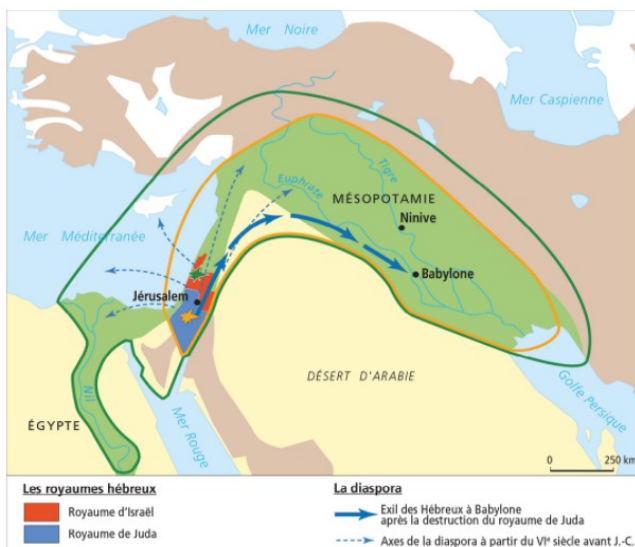 Mer Noire
Mer Caspienne
Tigre
Euphrate
MÉSOPOTAMIE
Ninive
Mer Méditerranée
Babylone
Jérusalem
DÉSERT D'ARABIE
Golfe Persique
Nil
ÉGYPTE
Mer Rouge
0 250 km
Les royaumes hébreux
Royaume d'Israël
Royaume de Juda
La diaspora
Exil des Hébreux à Babylone
après la destruction du royaume de Juda
Axes de la diaspora à partir du VIe siècle avant J.-C.